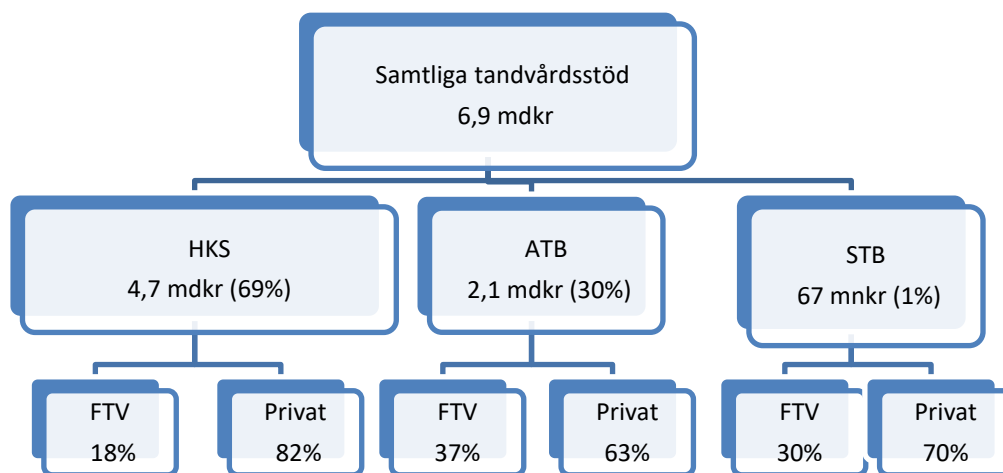 Samtliga tandvårdsstöd
6,9 mdkr
HKS
4,7 mdkr (69%)
ATB
2,1 mdkr (30%)
STB
67 mnkr (1%)
FTV
18%
Privat
82%
FTV
37%
Privat
63%
FTV
30%
Privat
70%